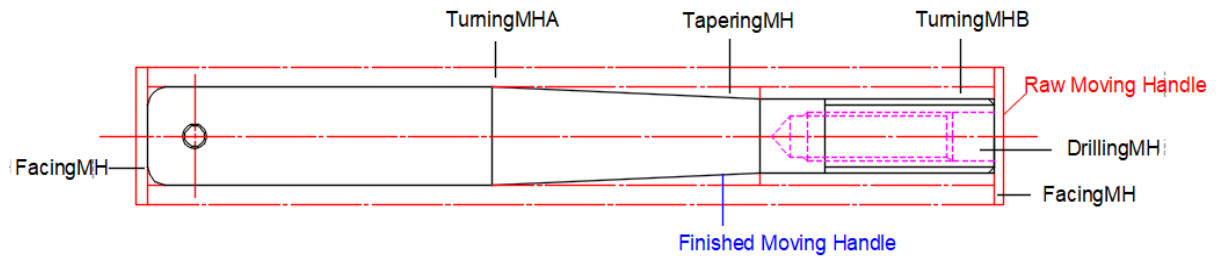 TurningMHA
TaperingMH
TurningMHB
Raw Moving Handle
FacingMH
DrillingMH
FacingMH
Finished Moving Handle